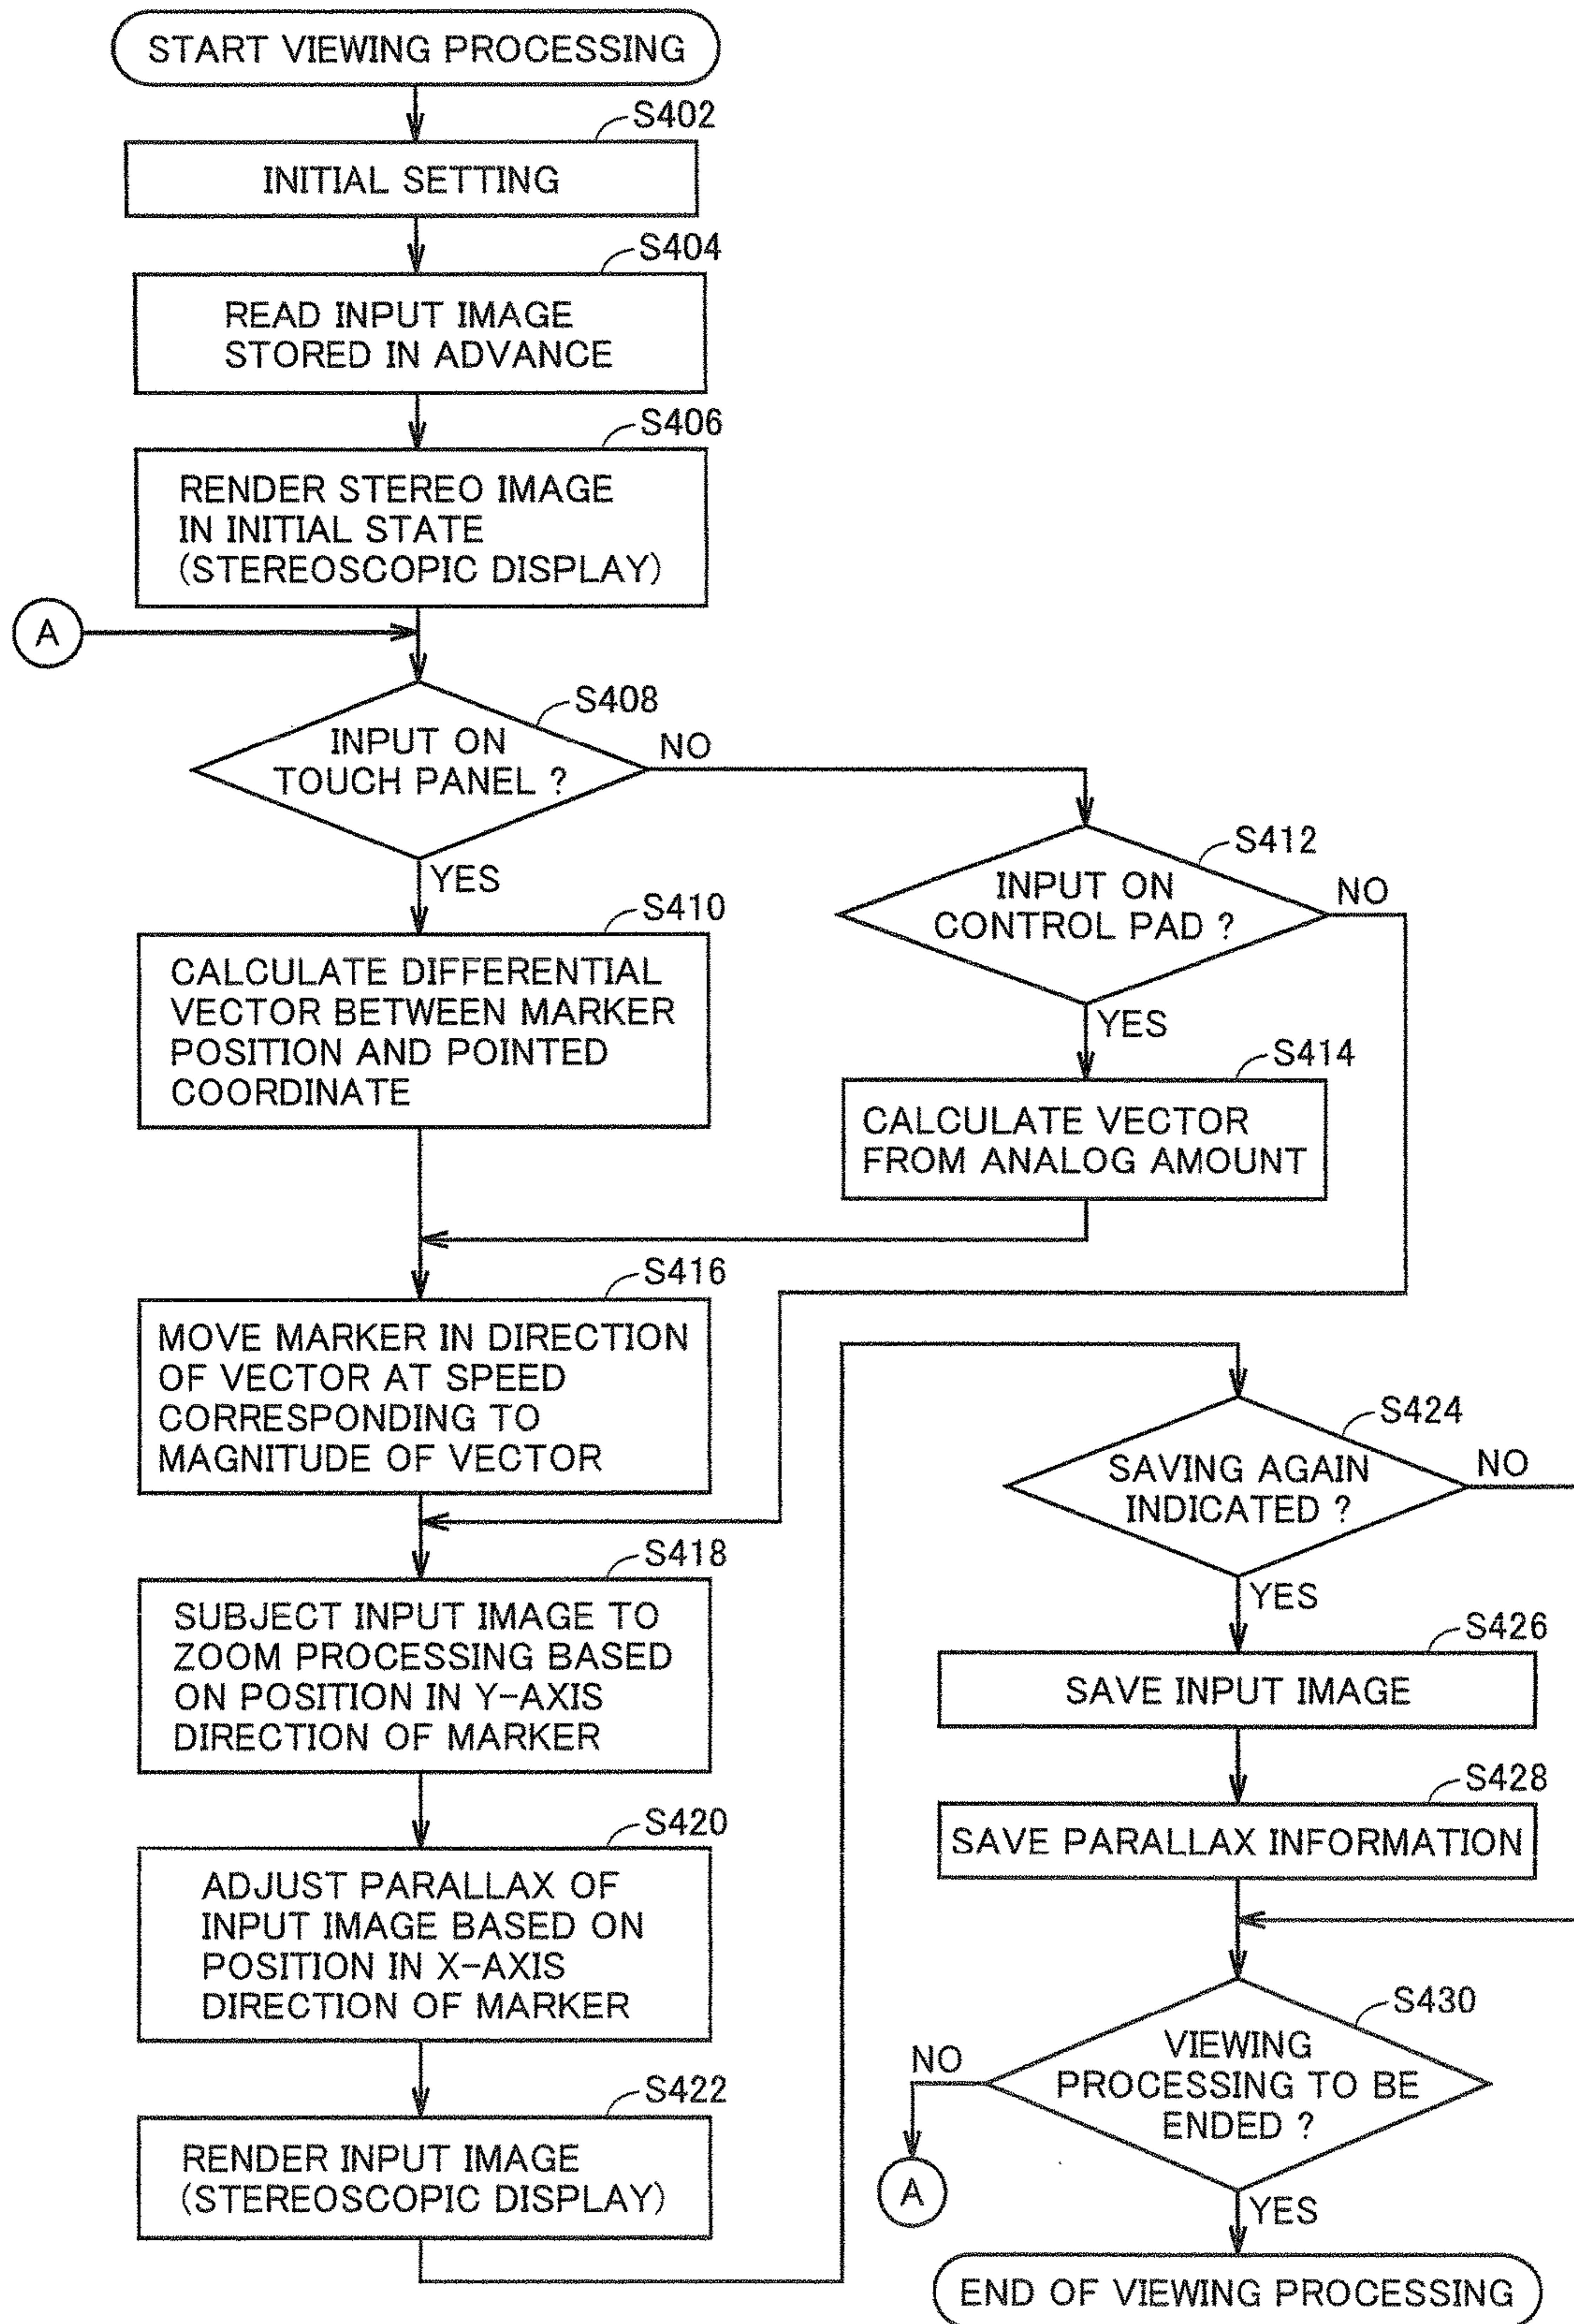 START VIEWING PROCESSING
S402
INITIAL SETTING
S404
READ INPUT IMAGE
STORED IN ADVANCE
S406
RENDER STEREO IMAGE
IN INITIAL STATE
(STEREOSCOPIC DISPLAY)
A
S408
INPUT ON
TOUCH PANEL ?
NO
YES
S412
INPUT ON
CONTROL PAD ?
NO
YES
S410
CALCULATE DIFFERENTIAL
VECTOR BETWEEN MARKER
POSITION AND POINTED
COORDINATE
S414
CALCULATE VECTOR
FROM ANALOG AMOUNT
S416
MOVE MARKER IN DIRECTION
OF VECTOR AT SPEED
CORRESPONDING TO
MAGNITUDE OF VECTOR
S418
SUBJECT INPUT IMAGE TO
ZOOM PROCESSING BASED
ON POSITION IN Y-AXIS
DIRECTION OF MARKER
S420
ADJUST PARALLAX OF
INPUT IMAGE BASED ON
POSITION IN X-AXIS
DIRECTION OF MARKER
S422
RENDER INPUT IMAGE
(STEREOSCOPIC DISPLAY)
S424
SAVING AGAIN
INDICATED ?
NO
YES
S426
SAVE INPUT IMAGE
S428
SAVE PARALLAX INFORMATION
S430
VIEWING
PROCESSING TO BE
ENDED ?
NO
A
YES
END OF VIEWING PROCESSING